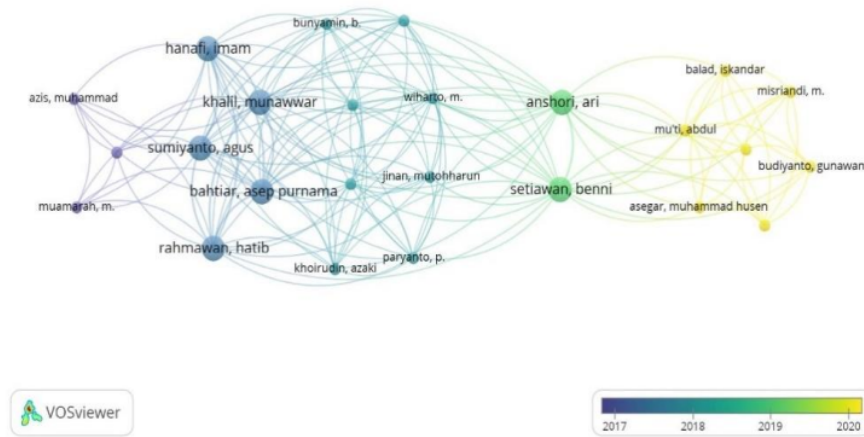 bunyamin, b.
hanafi, imam
balad, iskandar
azis, muhammad
khalil, munawwar
wiharto, m.
anshori, ari
misriandi, m.
mu'ti, abdul
sumiyanto, agus
budiyanto, gunawan
jinan, mutohharun
bahtiar, asep purnama
setiawan, benni
muamarah, m.
asegar, muhammad husen
rahmawan, hatib
paryanto, p.
khoirudin, azaki
VOSviewer
2017 2018 2019 2020